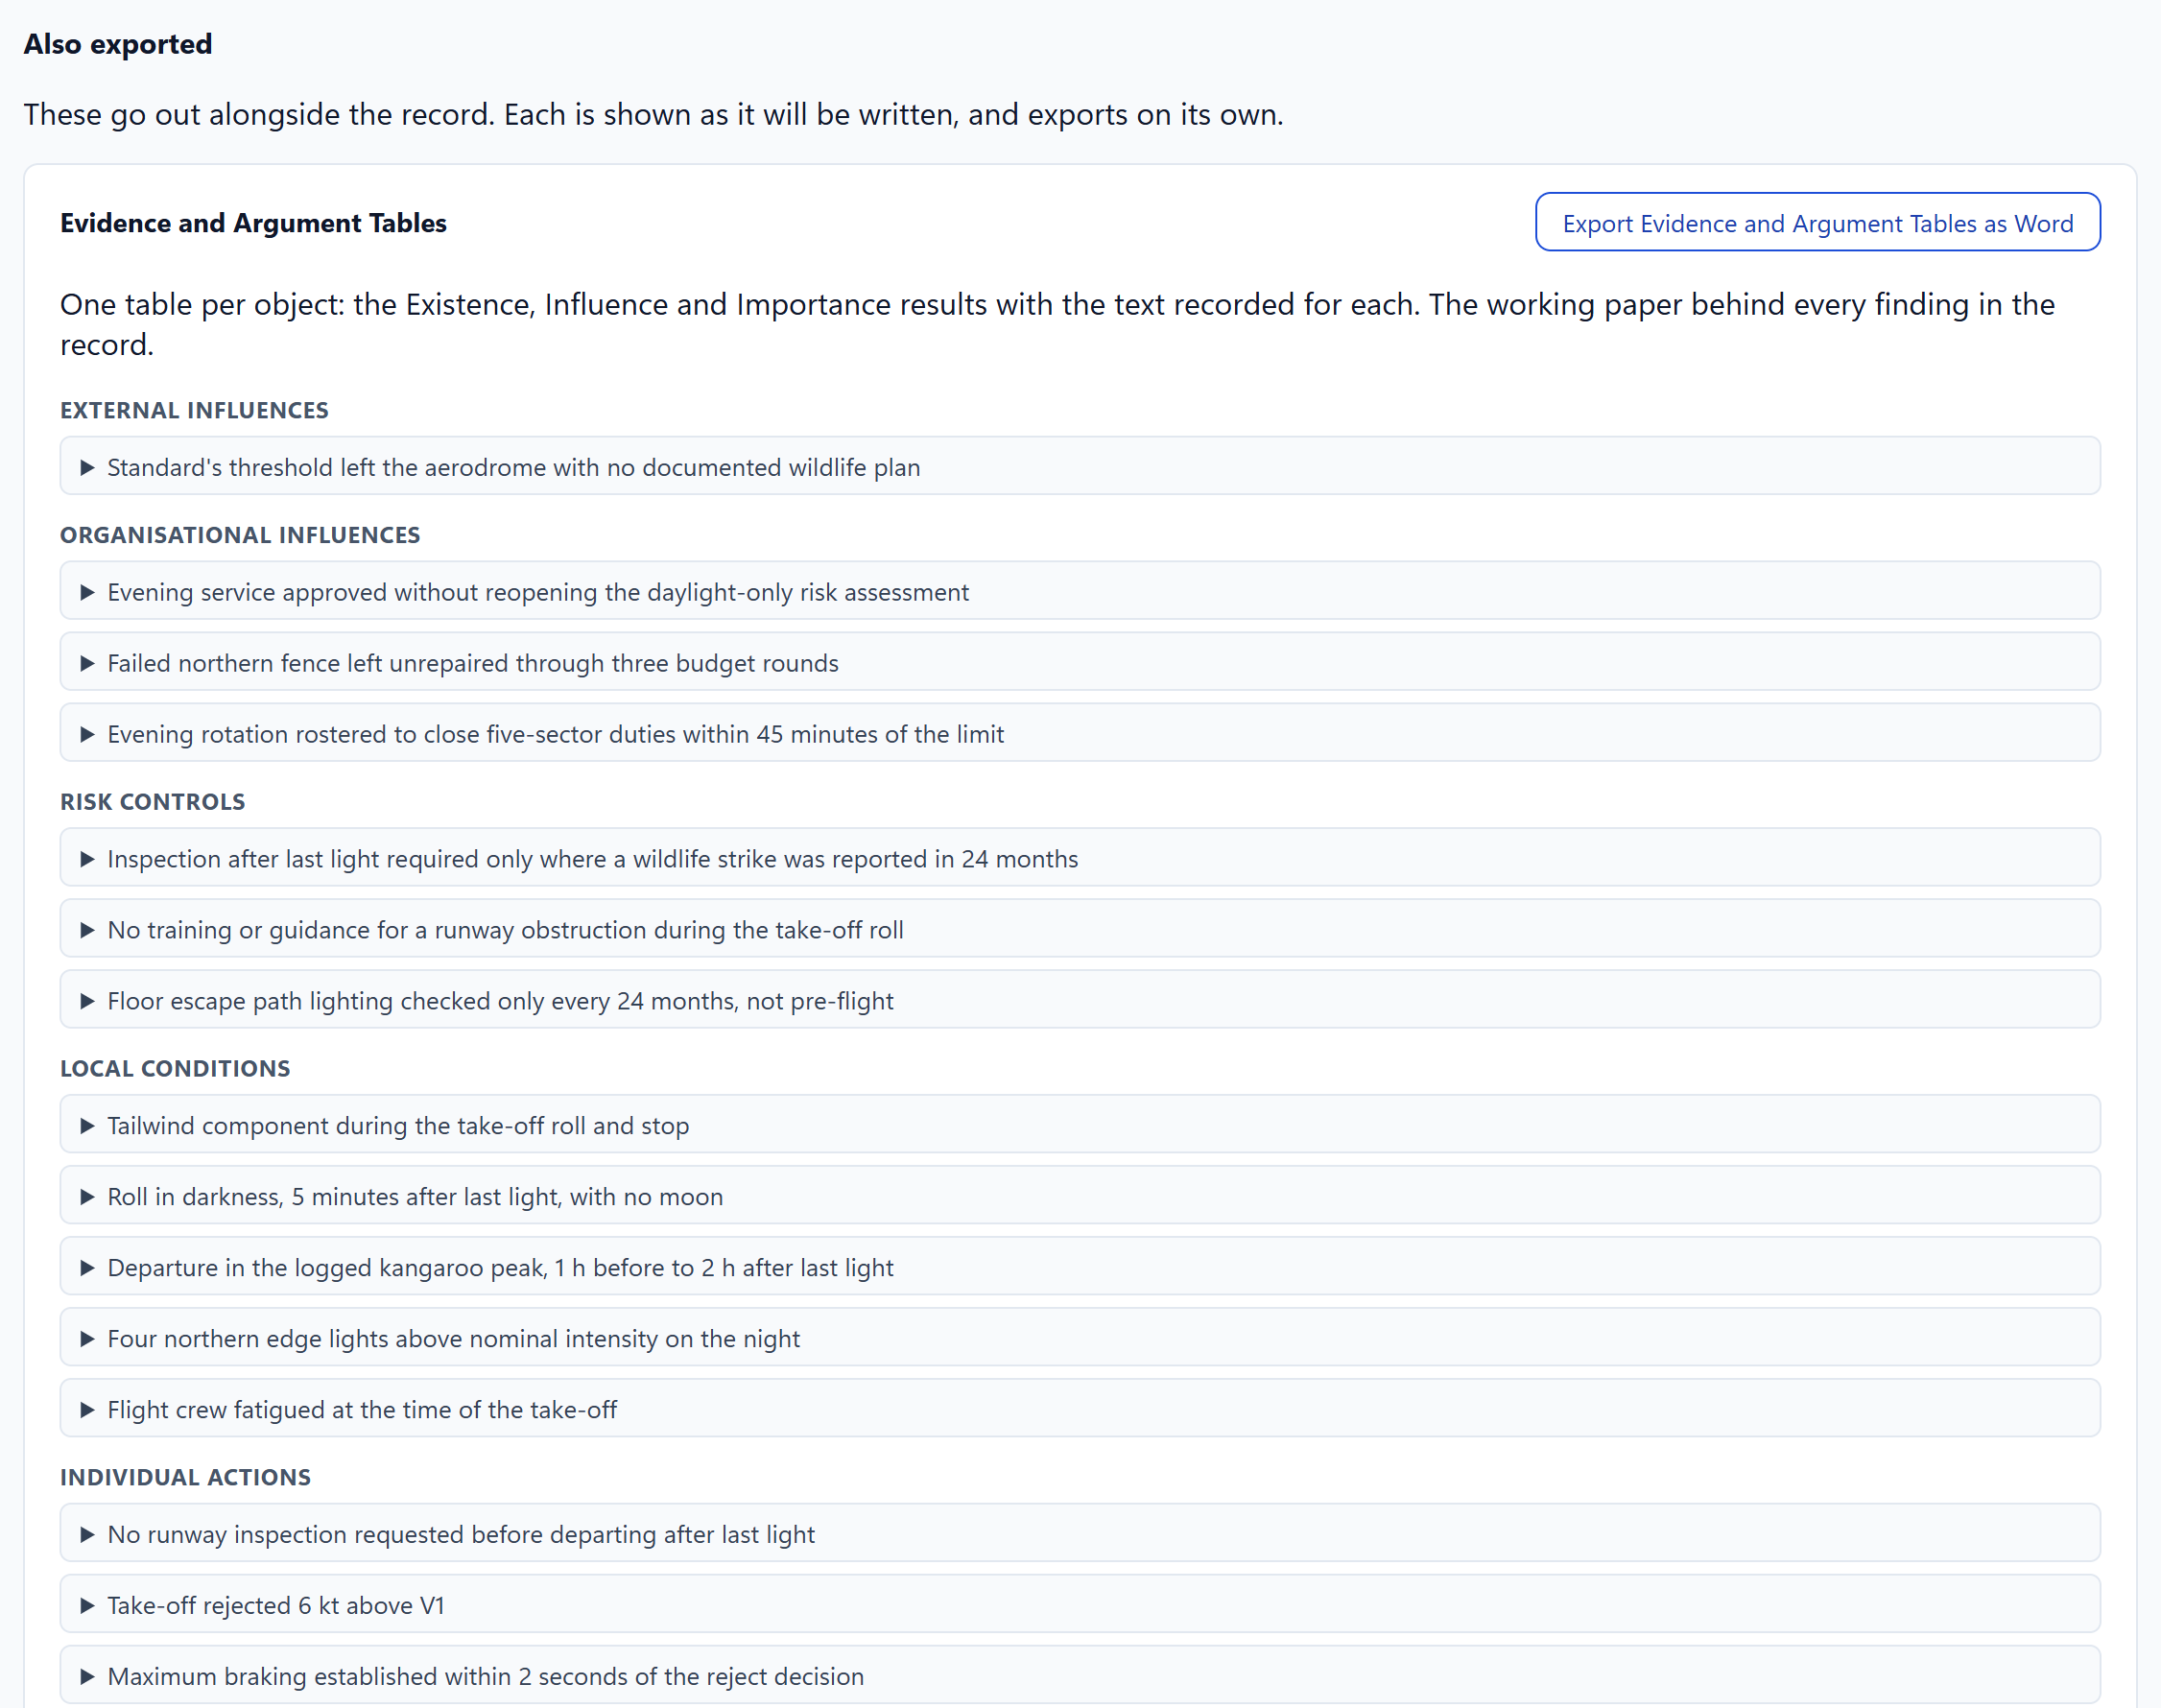 Also exported
These go out alongside the record. Each is shown as it will be written, and exports on its own.
Evidence and Argument Tables
Export Evidence and Argument Tables as Word
One table per object: the Existence, Influence and Importance results with the text recorded for each. The working paper behind every finding in the
record.
EXTERNAL INFLUENCES
Standard's threshold left the aerodrome with no documented wildlife plan
ORGANISATIONAL INFLUENCES
Evening service approved without reopening the daylight-only risk assessment
Failed northern fence left unrepaired through three budget rounds
Evening rotation rostered to close five-sector duties within 45 minutes of the limit
RISK CONTROLS
Inspection after last light required only where a wildlife strike was reported in 24 months
No training or guidance for a runway obstruction during the take-off roll
Floor escape path lighting checked only every 24 months, not pre-flight
LOCAL CONDITIONS
Tailwind component during the take-off roll and stop
Roll in darkness, 5 minutes after last light, with no moon
Departure in the logged kangaroo peak, 1 h before to 2 h after last light
Four northern edge lights above nominal intensity on the night
Flight crew fatigued at the time of the take-off
INDIVIDUAL ACTIONS
No runway inspection requested before departing after last light
Take-off rejected 6 kt above V1
Maximum braking established within 2 seconds of the reject decision